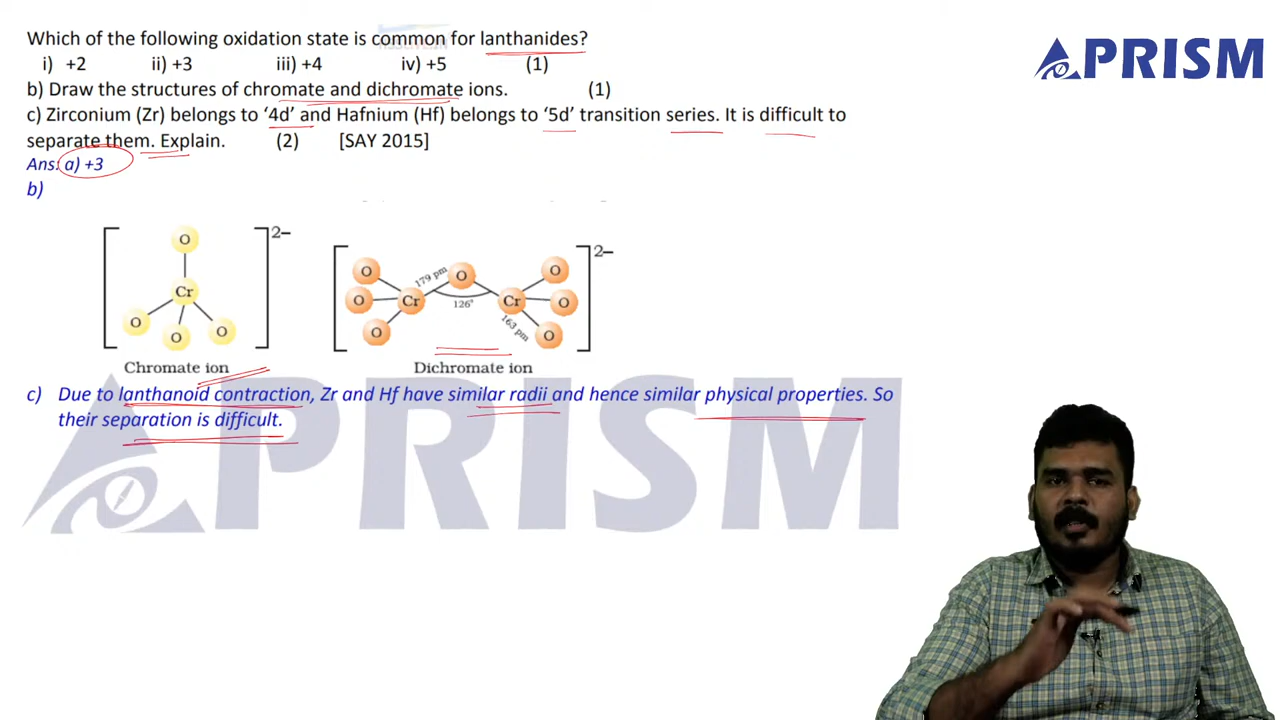 Which of the following oxidation state is common for lanthanides?
i) +2 ii) +3 iii) +4 iv) +5 (1)
b) Draw the structures of chromate and dichromate ions. (1)
c) Zirconium (Zr) belongs to ‘4d’ and Hafnium (Hf) belongs to ‘5d’ transition series. It is difficult to
separate them. Explain. (2) [SAY 2015]
Ans: a) +3
b)
O
Cr
O
O
O
2–
O
O
O
Cr
179 pm
O
126°
Cr
163 pm
O
O
O
2–
Chromate ion
Dichromate ion
c) Due to lanthanoid contraction, Zr and Hf have similar radii and hence similar physical properties. So
their separation is difficult.
PRISM
PRISM